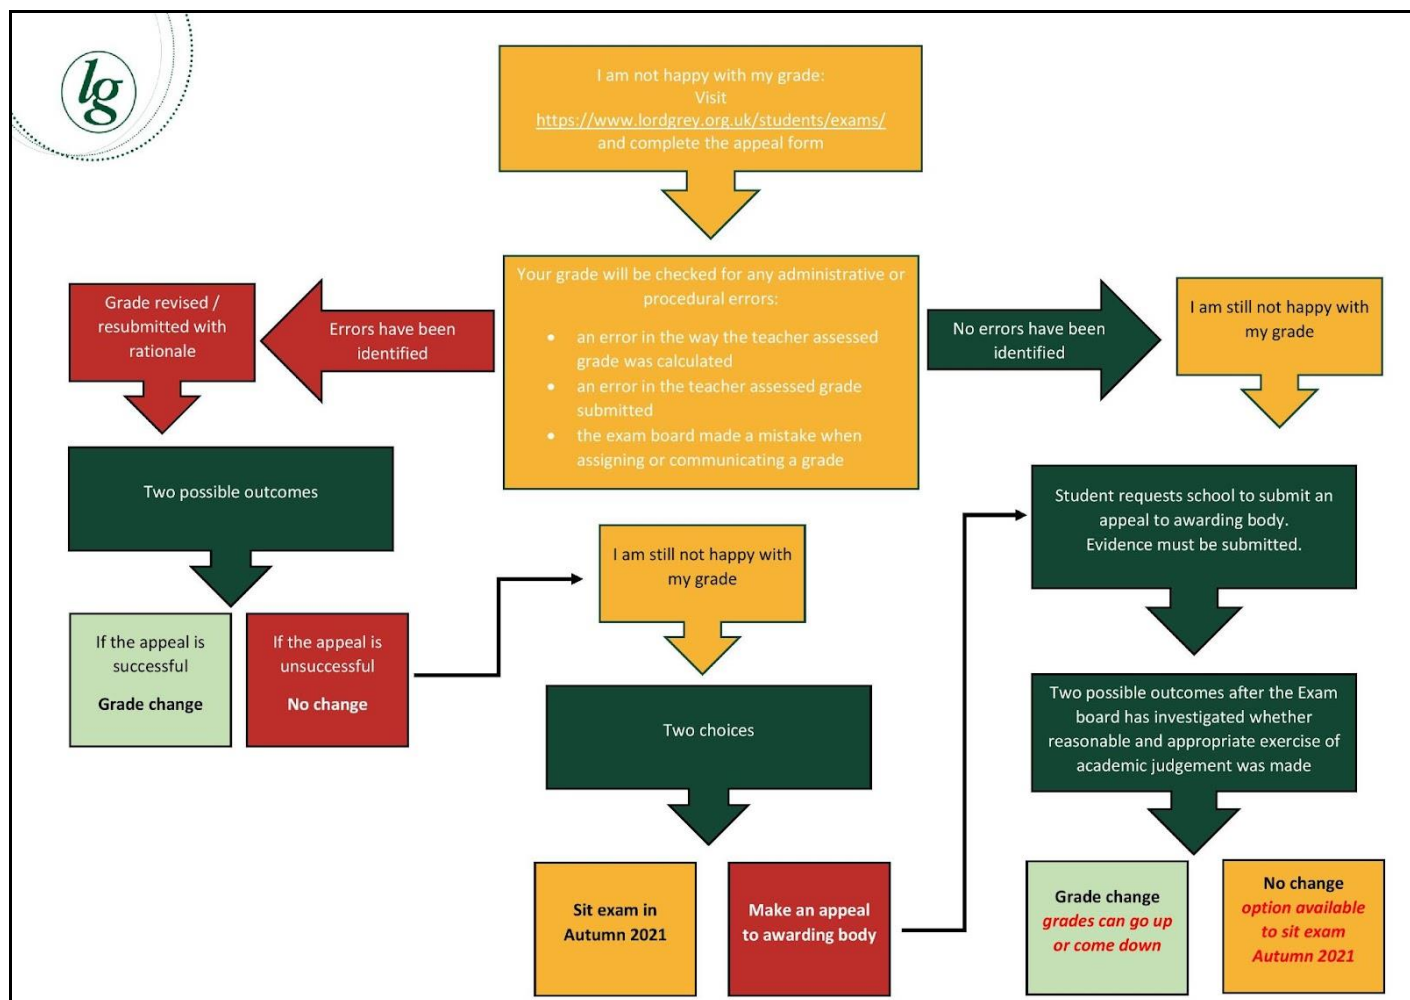 lg
I am not happy with my grade:
Visit
https://www.lordgrey.org.uk/students/exams/
and complete the appeal form
Your grade will be checked for any administrative or
procedural errors:
• an error in the way the teacher assessed
grade was calculated
• an error in the teacher assessed grade
submitted
• the exam board made a mistake when
assigning or communicating a grade
Errors have been
identified
Grade revised /
resubmitted with
rationale
Two possible outcomes
If the appeal is
successful
Grade change
If the appeal is
unsuccessful
No change
I am still not happy with
my grade
Two choices
Sit exam in
Autumn 2021
Make an appeal
to awarding body
No errors have been
identified
I am still not happy with
my grade
Student requests school to submit an
appeal to awarding body.
Evidence must be submitted.
Two possible outcomes after the Exam
board has investigated whether
reasonable and appropriate exercise of
academic judgement was made
Grade change
grades can go up
or come down
No change
option available
to sit exam
Autumn 2021